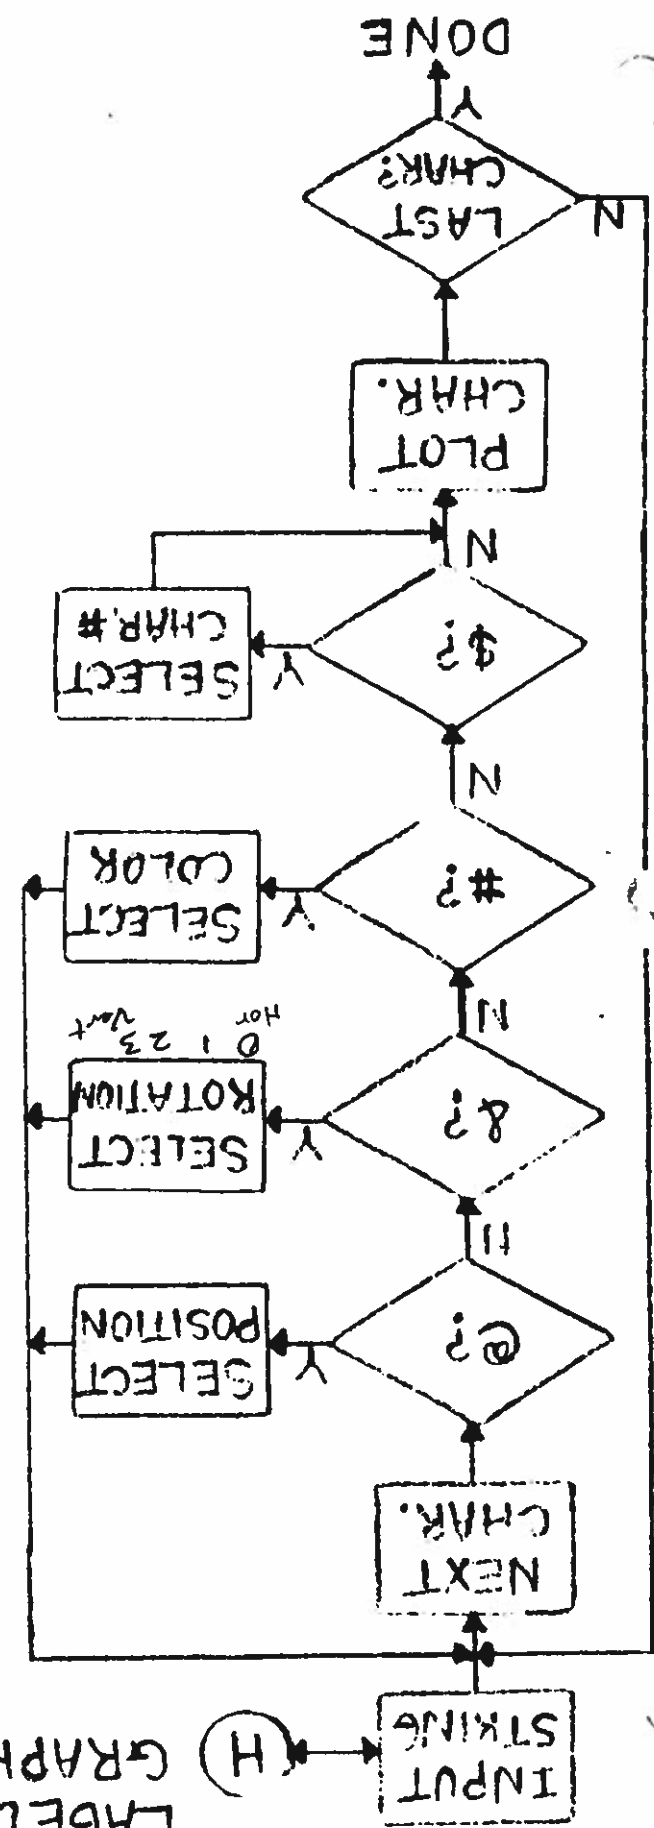 LABEL
GRAPH
H
INPUT
STRING
NEXT
CHAR.
@?
Y
SELECT
POSITION
N
&?
Y
SELECT
ROTATION
0 1 2 3
Hor Vert
N
#?
Y
SELECT
COLOR
N
$?
Y
SELECT
CHAR. #
N
PLOT
CHAR.
LAST
CHAR?
N
Y
DONE